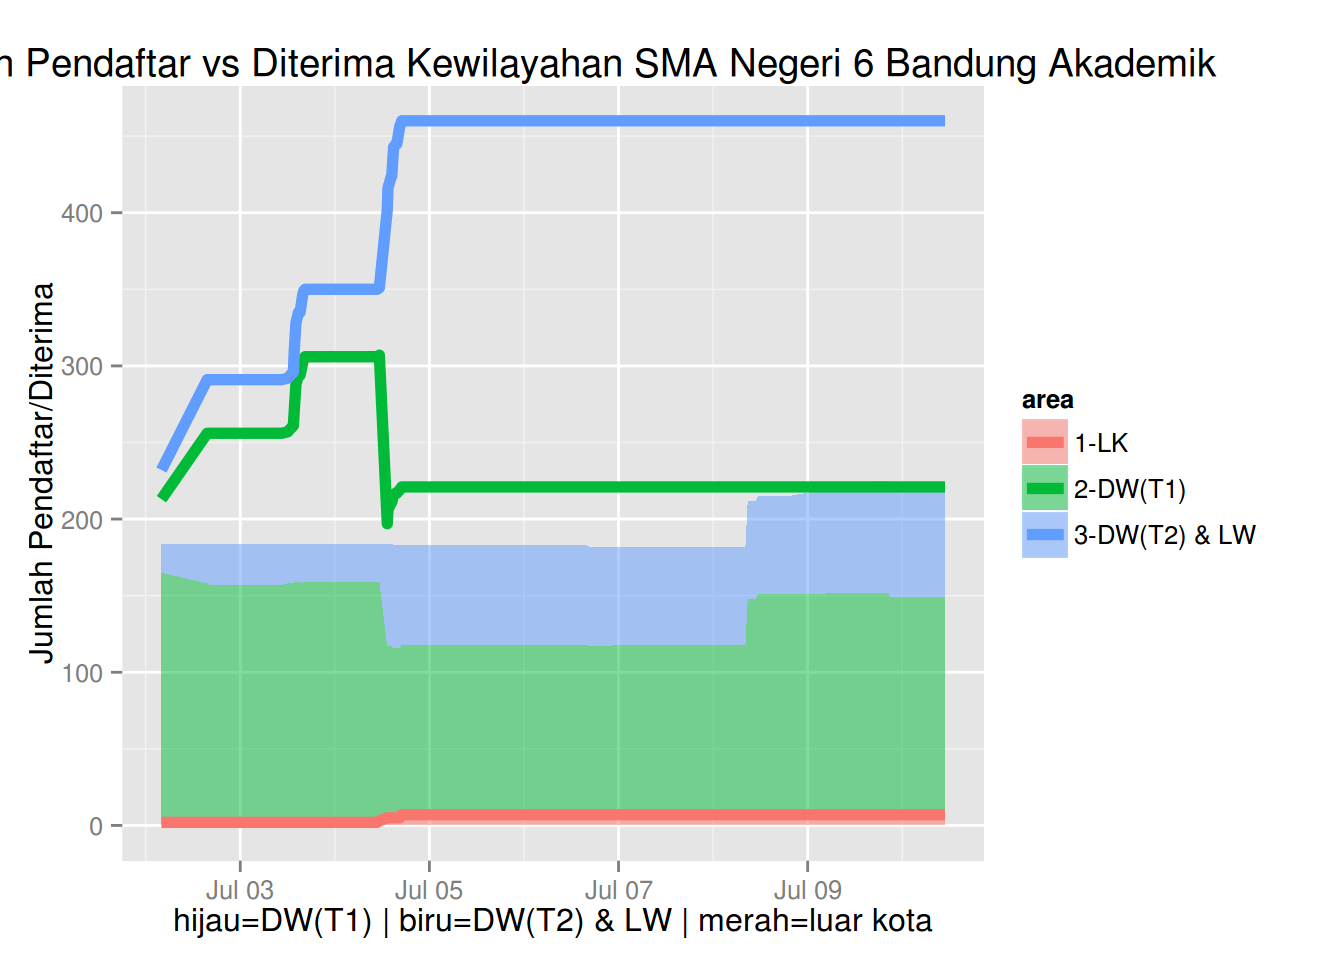 Pendaftar vs Diterima Kewilayahan SMA Negeri 6 Bandung Akademik
Jumlah Pendaftar/Diterima
400
300
200
100
0
Jul 03
Jul 05
Jul 07
Jul 09
hijau=DW(T1) | biru=DW(T2) & LW | merah=luar kota
area
1-LK
2-DW(T1)
3-DW(T2) & LW